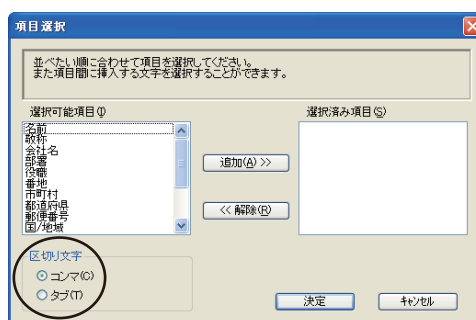 項目選択
並べたい順に合わせて項目を選択してください。
また項目間に挿入する文字を選択することができます。
選択可能項目(I)
選択済み項目(S)
名前
敬称
会社名
部署
役職
番地
市町村
都道府県
郵便番号
国/地域
追加(A) >>
<< 解除(R)
区切り文字
コンマ(C)
タブ(T)
決定
キャンセル